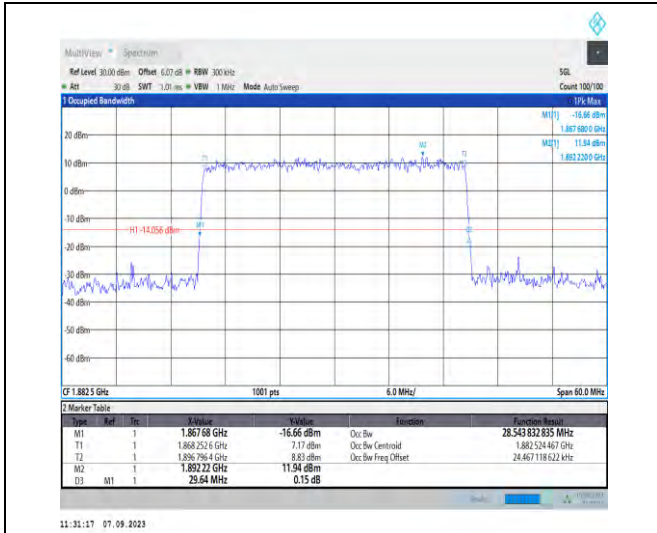 MultiView Spectrum
Ref Level 30.00 dBm Offset 6.07 dB RBW 300 kHz SGL
Att 30 dB SWT 1.01 ms VBW 1 MHz Mode Auto Sweep Count 100/100
1 Occupied Bandwidth 1Pk Max
M1[1] -16.66 dBm
1.867 680 0 GHz
M2[1] 11.94 dBm
1.892 220 0 GHz
20 dBm
10 dBm
0 dBm
-10 dBm
H1 -14.056 dBm
-20 dBm
-30 dBm
-40 dBm
-50 dBm
-60 dBm
M2
T1
T2
M1
CF 1.882 5 GHz 1001 pts 6.0 MHz/ Span 60.0 MHz
2 Marker Table
Type Ref Trc X-Value Y-Value Function Function Result
M1 1 1.867 68 GHz -16.66 dBm Occ Bw 28.543 832 835 MHz
T1 1 1.868 252 6 GHz 7.17 dBm Occ Bw Centroid 1.882 524 467 GHz
T2 1 1.896 796 4 GHz 8.83 dBm Occ Bw Freq Offset 24.467 118 622 kHz
M2 1 1.892 22 GHz 11.94 dBm
D3 M1 1 29.64 MHz 0.15 dB
11:31:17 07.09.2023